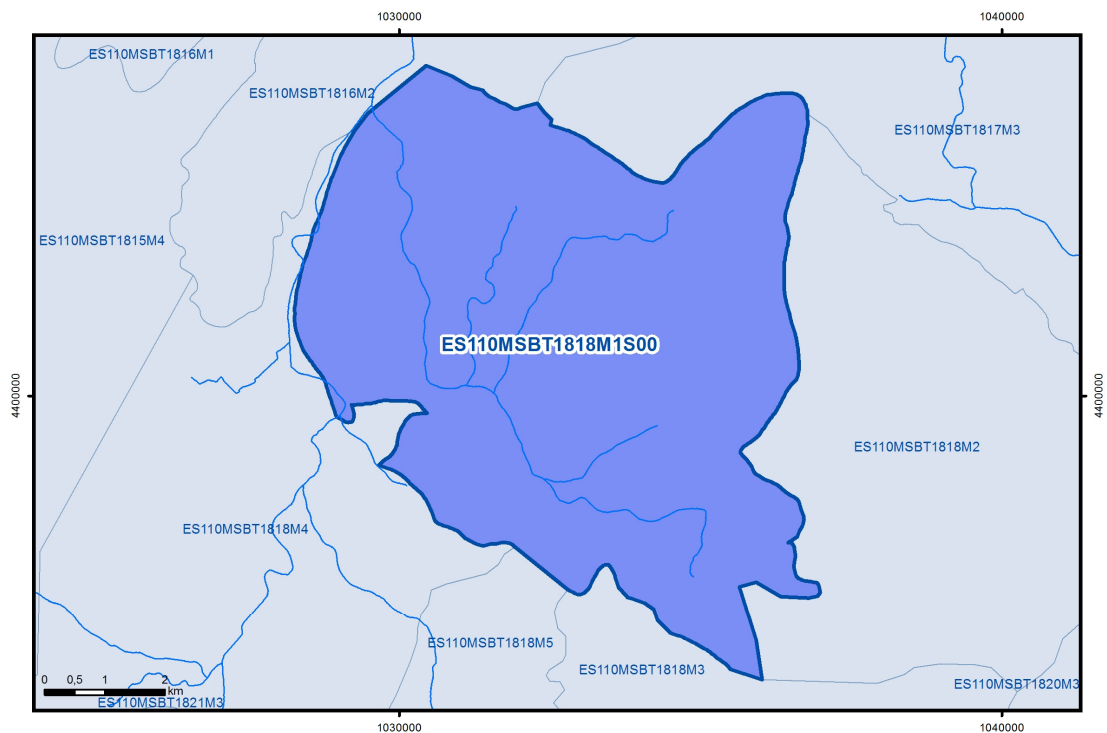 1030000
1040000
ES110MSBT1816M1
ES110MSBT1816M2
ES110MSBT1817M3
ES110MSBT1815M4
ES110MSBT1818M1S00
4400000
4400000
ES110MSBT1818M2
ES110MSBT1818M4
ES110MSBT1818M5
ES110MSBT1818M3
ES110MSBT1820M3
0 0,5 1 2
km
ES110MSBT1821M3
1030000
1040000